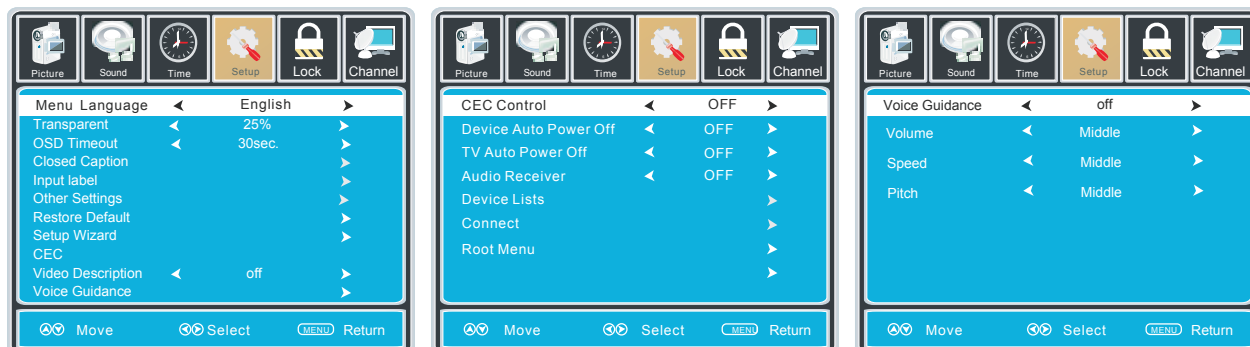 Picture Sound Time Setup Lock Channel
Menu Language English
Transparent 25%
OSD Timeout 30sec.
Closed Caption
Input label
Other Settings
Restore Default
Setup Wizard
CEC
Video Description off
Voice Guidance
Move Select MENU Return
Picture Sound Time Setup Lock Channel
CEC Control OFF
Device Auto Power Off OFF
TV Auto Power Off OFF
Audio Receiver OFF
Device Lists
Connect
Root Menu
Move Select MENU Return
Picture Sound Time Setup Lock Channel
Voice Guidance off
Volume Middle
Speed Middle
Pitch Middle
Move Select MENU Return